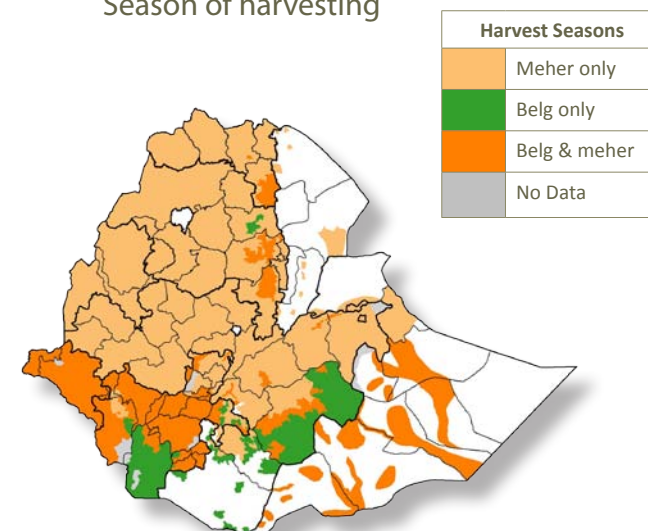 Season of harvesting
Harvest Seasons
Meher only
Belg only
Belg & meher
No Data